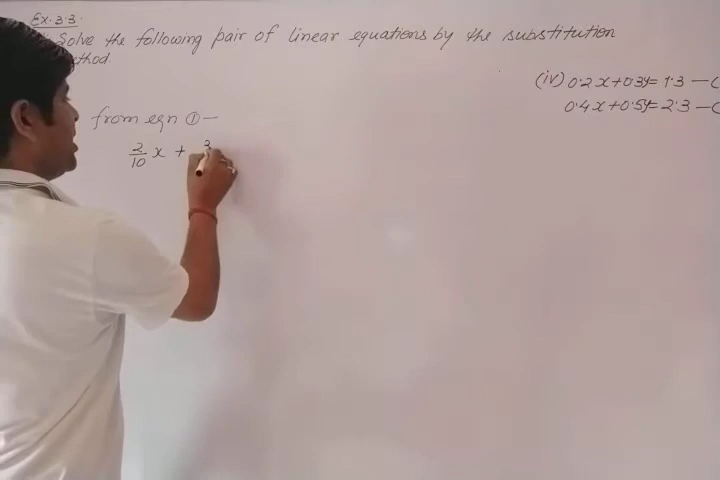 Ex.3.3.
Solve the following pair of linear equations by the substitution
(iv) 0.2x+0.3y=1.3 —
0.4x+0.5y=2.3 —
from eqn ① —
2/10 x +